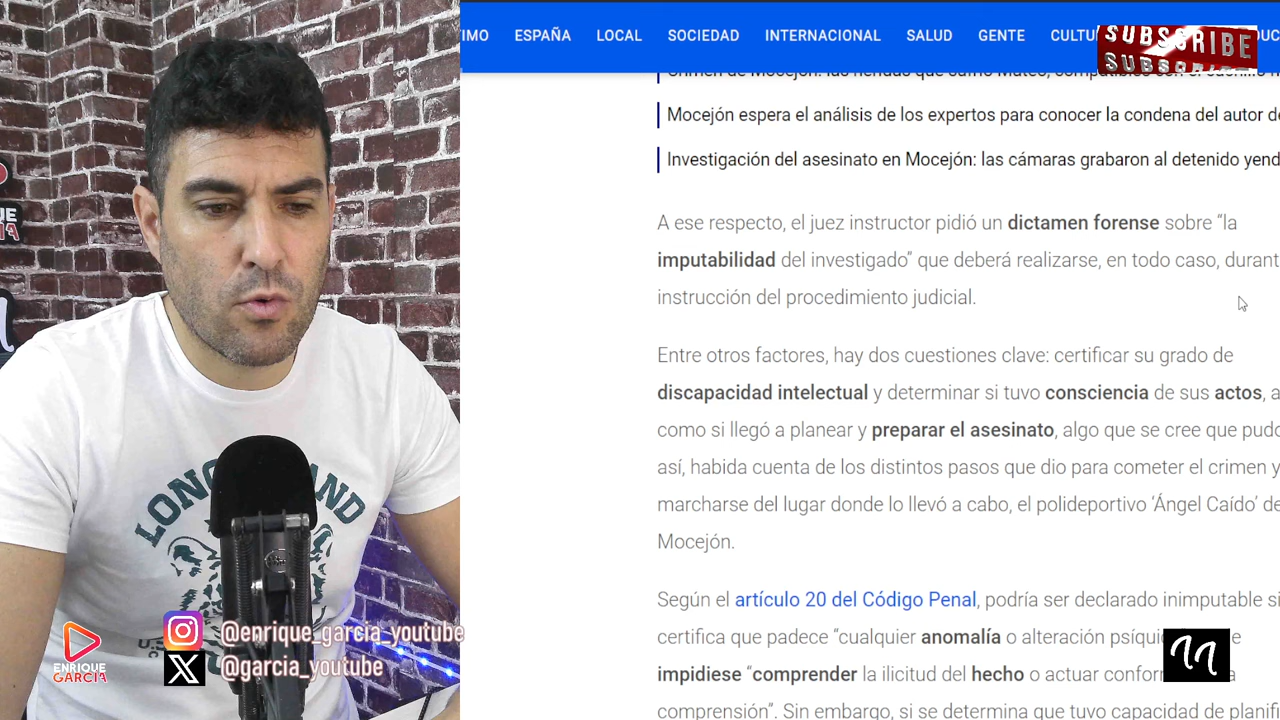 IMO ESPAÑA LOCAL SOCIEDAD INTERNACIONAL SALUD GENTE CULTU
SUBSCRIBE
SUBSCRIBE
Mocejón espera el análisis de los expertos para conocer la condena del autor de
Investigación del asesinato en Mocejón: las cámaras grabaron al detenido yend
A ese respecto, el juez instructor pidió un dictamen forense sobre “la
imputabilidad del investigado” que deberá realizarse, en todo caso, durant
instrucción del procedimiento judicial.
Entre otros factores, hay dos cuestiones clave: certificar su grado de
discapacidad intelectual y determinar si tuvo consciencia de sus actos, a
como si llegó a planear y preparar el asesinato, algo que se cree que pudo
así, habida cuenta de los distintos pasos que dio para cometer el crimen y
marcharse del lugar donde lo llevó a cabo, el polideportivo ‘Ángel Caído’ de
Mocejón.
Según el artículo 20 del Código Penal, podría ser declarado inimputable si
certifica que padece “cualquier anomalía o alteración psíqui e
impidiese “comprender la ilicitud del hecho o actuar confor a
comprensión”. Sin embargo, si se determina que tuvo capacidad de planifi
LONG AND
ENRIQUE
GARCIA
@enrique_garcia_youtube
@garcia_youtube